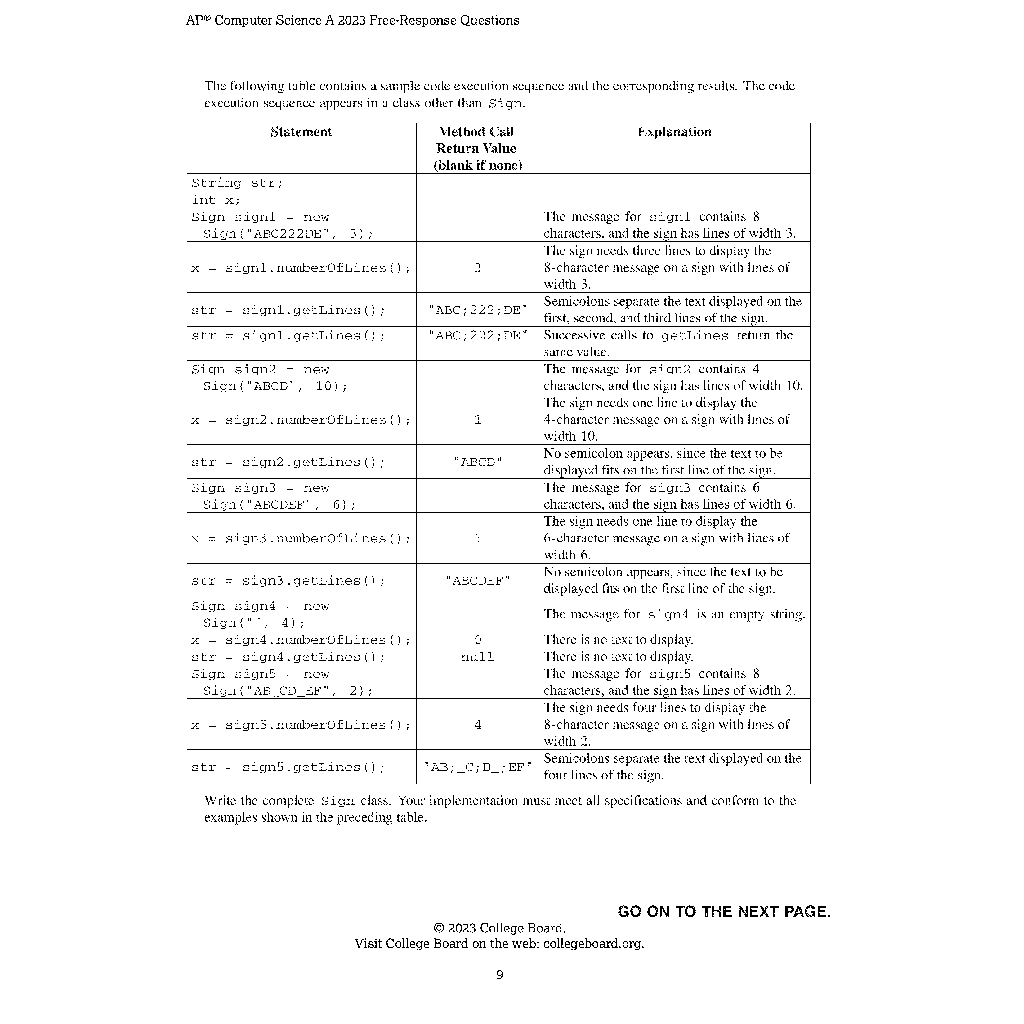 AP® Computer Science A 2023 Free-Response Questions
The following table contains a sample code execution sequence and the corresponding results. The code
execution sequence appears in a class other than Sign.
Statement
Method Call
Return Value
(blank if none)
Explanation
String str;
int x;
Sign sign1 = new
Sign("ABC222DE", 3);
The message for sign1 contains 8
characters, and the sign has lines of width 3.
x = sign1.numberOfLines();
3
The sign needs three lines to display the
8-character message on a sign with lines of
width 3.
str = sign1.getLines();
"ABC;222;DE"
Semicolons separate the text displayed on the
first, second, and third lines of the sign.
str = sign1.getLines();
"ABC;222;DE"
Successive calls to getLines return the
same value.
Sign sign2 = new
Sign("ABCD", 10);
The message for sign2 contains 4
characters, and the sign has lines of width 10.
x = sign2.numberOfLines();
1
The sign needs one line to display the
4-character message on a sign with lines of
width 10.
str = sign2.getLines();
"ABCD"
No semicolon appears, since the text to be
displayed fits on the first line of the sign.
Sign sign3 = new
Sign("ABCDEF", 6);
The message for sign3 contains 6
characters, and the sign has lines of width 6.
x = sign3.numberOfLines();
1
The sign needs one line to display the
6-character message on a sign with lines of
width 6.
str = sign3.getLines();
"ABCDEF"
No semicolon appears, since the text to be
displayed fits on the first line of the sign.
Sign sign4 = new
Sign("", 4);
The message for sign4 is an empty string.
x = sign4.numberOfLines();
0
There is no text to display.
str = sign4.getLines();
null
There is no text to display.
Sign sign5 = new
Sign("AB_CD_EF", 2);
The message for sign5 contains 8
characters, and the sign has lines of width 2.
x = sign5.numberOfLines();
4
The sign needs four lines to display the
8-character message on a sign with lines of
width 2.
str = sign5.getLines();
"AB;_C;D_;EF"
Semicolons separate the text displayed on the
four lines of the sign.
Write the complete Sign class. Your implementation must meet all specifications and conform to the
examples shown in the preceding table.
GO ON TO THE NEXT PAGE.
© 2023 College Board.
Visit College Board on the web: collegeboard.org.
9